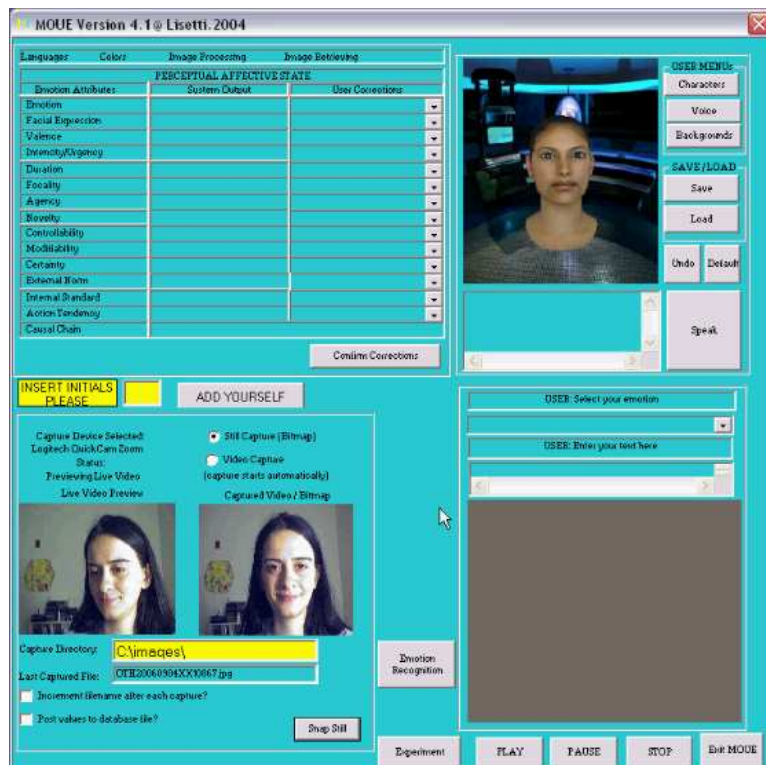 MOUE Version 4.1@ Lisetti.2004
Languages Colors Image Processing Image Retrieving
PERCEPTUAL AFFECTIVE STATE
Emotion Attributes System Output User Corrections
Emotion
Facial Expression
Valence
Intensity/Urgency
Duration
Focality
Agency
Novelty
Controllability
Modifiability
Certainty
External Norm
Internal Standard
Action Tendency
Causal Chain
Confirm Corrections
USER MENUs
Characters
Voice
Backgrounds
SAVE/LOAD
Save
Load
Undo Default
Speak
INSERT INITIALS
PLEASE
ADD YOURSELF
Capture Device Selected:
Logitech QuickCam Zoom
Status:
Previewing Live Video
Live Video Preview
Still Capture (Bitmap)
Video Capture
(capture starts automatically)
Captured Video / Bitmap
Capture Directory: C:\images\
Last Captured File: OTH20060904XX10867.jpg
Increment filename after each capture?
Post values to database file?
Snap Still
Emotion
Recognition
Experiment
USER: Select your emotion
USER: Enter your text here
PLAY PAUSE STOP Exit MOUE